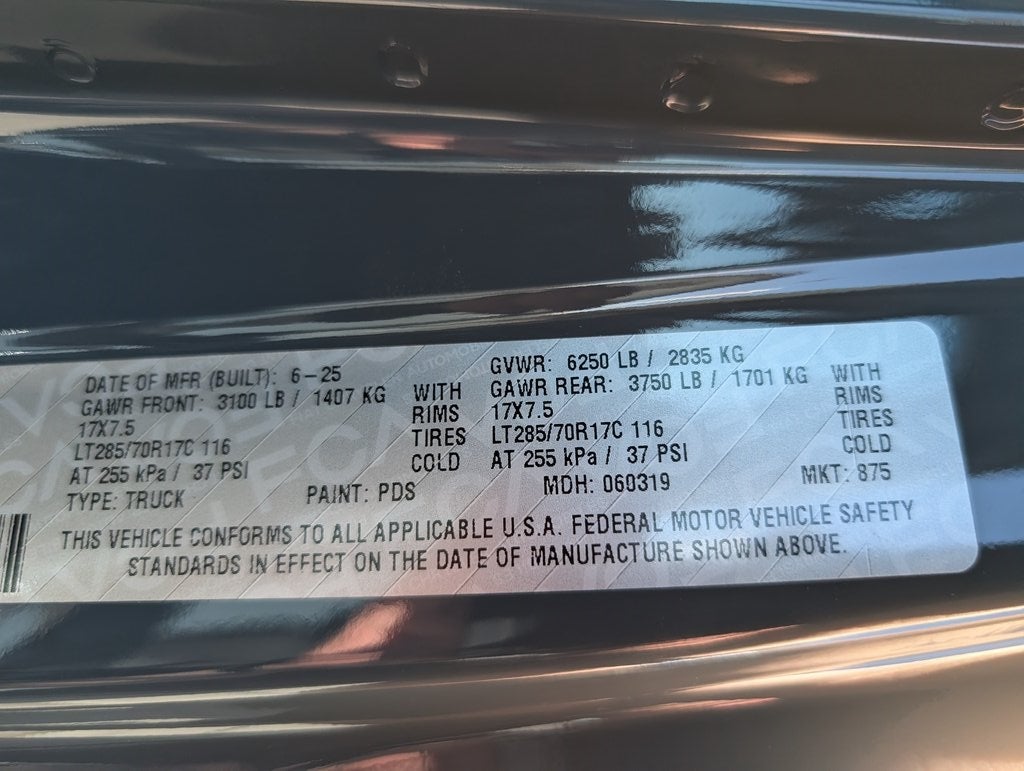 DATE OF MFR (BUILT): 6-25 GVWR: 6250 LB / 2835 KG
GAWR FRONT: 3100 LB / 1407 KG WITH GAWR REAR: 3750 LB / 1701 KG WITH
17X7.5 RIMS 17X7.5 RIMS
LT285/70R17C 116 TIRES LT285/70R17C 116 TIRES
AT 255 kPa / 37 PSI COLD AT 255 kPa / 37 PSI COLD
TYPE: TRUCK PAINT: PDS MDH: 060319 MKT: 875
THIS VEHICLE CONFORMS TO ALL APPLICABLE U.S.A. FEDERAL MOTOR VEHICLE SAFETY
STANDARDS IN EFFECT ON THE DATE OF MANUFACTURE SHOWN ABOVE.